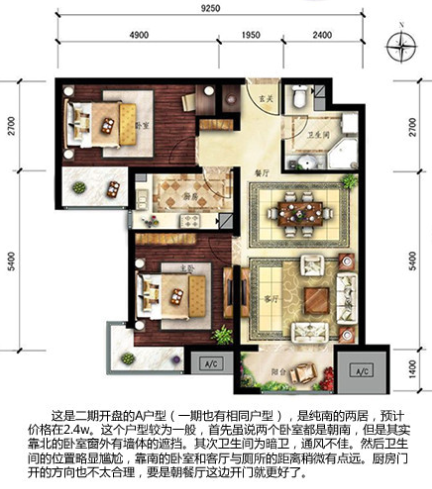 9250
4900 1950 2400
N
2700 2700
5400 5400
1400
玄关
卧室
卫生间
餐厅
厨房
主卧
客厅
阳台
A/C A/C
这是二期开盘的A户型(一期也有相同户型),是纯南的两居,预计
价格在2.4w。这个户型较为一般,首先虽说两个卧室都是朝南,但是其实
靠北的卧室窗外有墙体的遮挡。其次卫生间为暗卫,通风不佳。然后卫生
间的位置略显尴尬,靠南的卧室和客厅与厕所的距离稍微有点远。厨房门
开的方向也不太合理,要是朝餐厅这边开门就更好了。